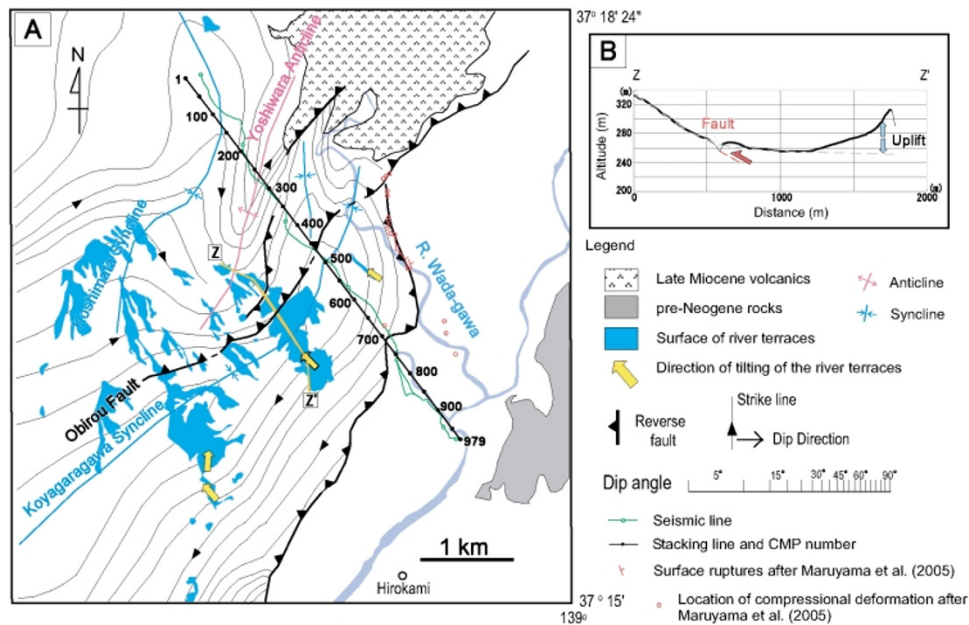 A
N
37° 18' 24"
1
100
200
300
400
500
600
700
800
900
979
Yoshiwara Anticline
Toshimata Syncline
R. Wada-gawa
Z
Z'
Obirou Fault
Koyagaragawa Syncline
1 km
Hirokami
37° 15'
139°
B
Z
Z'
(m)
320
280
240
200
Altitude (m)
Fault
Uplift
1000
2000
(m)
Distance (m)
Legend
Late Miocene volcanics
Anticline
pre-Neogene rocks
Syncline
Surface of river terraces
Direction of tilting of the river terraces
Strike line
Reverse
fault
Dip Direction
Dip angle
5° 15° 30° 45° 60° 90°
Seismic line
Stacking line and CMP number
Surface ruptures after Maruyama et al. (2005)
Location of compressional deformation after
Maruyama et al. (2005)